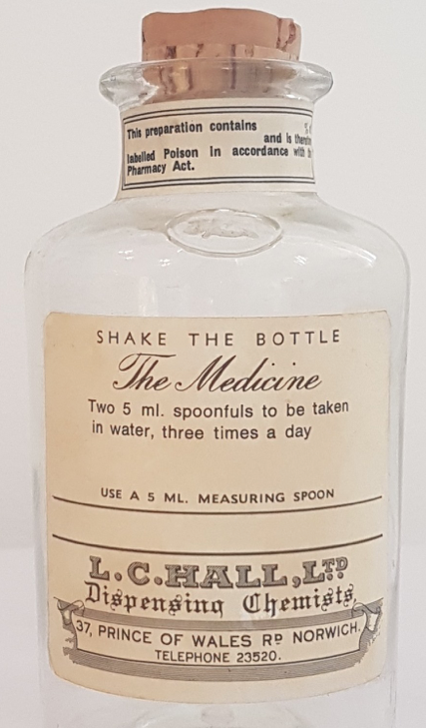 This preparation contains
and is therefore
labelled Poison in accordance with
Pharmacy Act.
SHAKE THE BOTTLE
The Medicine
Two 5 ml. spoonfuls to be taken
in water, three times a day
USE A 5 ML. MEASURING SPOON
L.C.HALL, LTD
Dispensing Chemists
37, PRINCE OF WALES RD NORWICH.
TELEPHONE 23520.